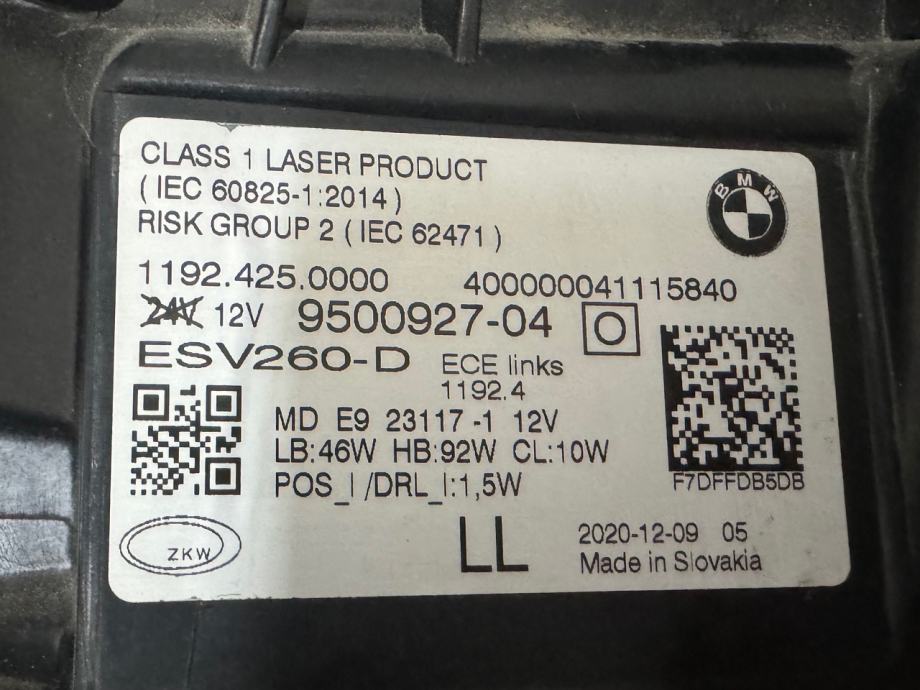 CLASS 1 LASER PRODUCT
( IEC 60825-1:2014 )
RISK GROUP 2 ( IEC 62471 )
BMW
1192.425.0000 400000041115840
24V 12V 9500927-04
ESV260-D ECE links
1192.4
MD E9 23117 -1 12V
LB:46W HB:92W CL:10W
POS_I /DRL_I:1,5W
F7DFFDB5DB
ZKW
LL
2020-12-09 05
Made in Slovakia